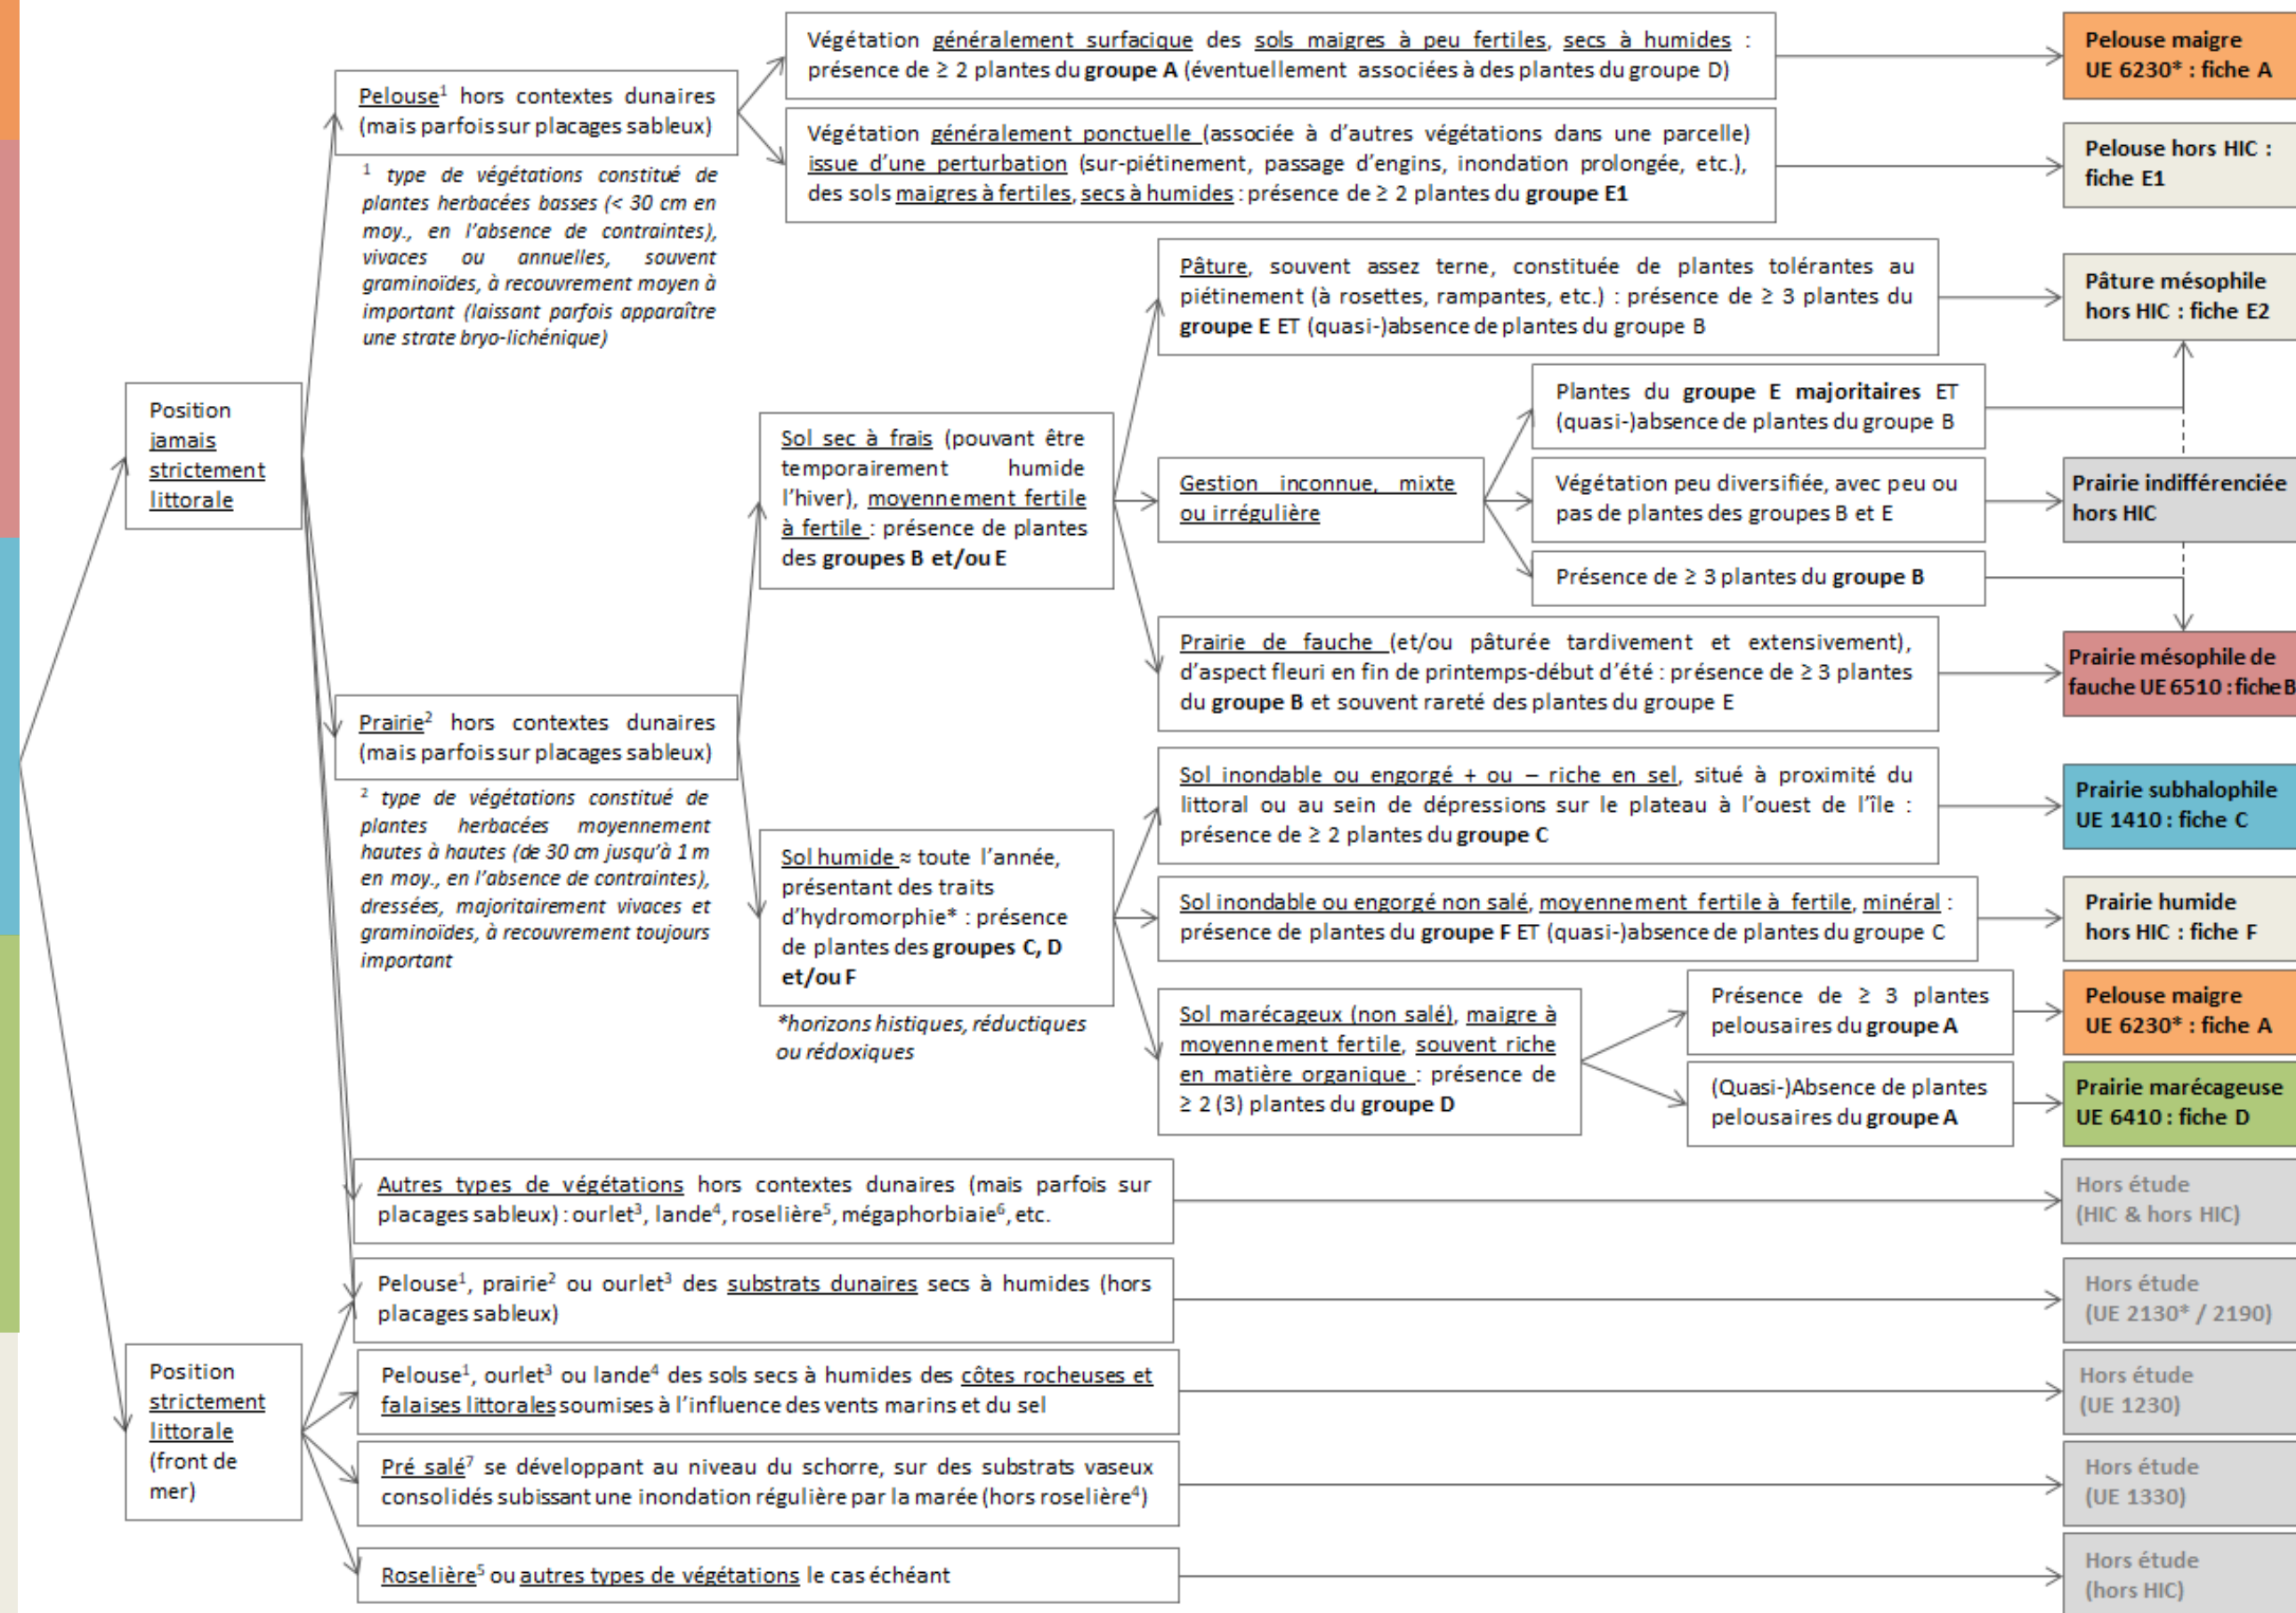 Végétation généralement surfacique des sols maigres à peu fertiles, secs à humides :
présence de ≥ 2 plantes du groupe A (éventuellement associées à des plantes du groupe D)
Pelouse maigre
UE 6230* : fiche A
Pelouse¹ hors contextes dunaires
(mais parfois sur placages sableux)
¹ type de végétations constitué de
plantes herbacées basses (< 30 cm en
moy., en l'absence de contraintes),
vivaces ou annuelles, souvent
graminoïdes, à recouvrement moyen à
important (laissant parfois apparaître
une strate bryo-lichénique)
Végétation généralement ponctuelle (associée à d'autres végétations dans une parcelle)
issue d'une perturbation (sur-piétinement, passage d'engins, inondation prolongée, etc.),
des sols maigres à fertiles, secs à humides : présence de ≥ 2 plantes du groupe E1
Pelouse hors HIC :
fiche E1
Pâture, souvent assez terne, constituée de plantes tolérantes au
piétinement (à rosettes, rampantes, etc.) : présence de ≥ 3 plantes du
groupe E ET (quasi-)absence de plantes du groupe B
Pâture mésophile
hors HIC : fiche E2
Position
jamais
strictement
littorale
Sol sec à frais (pouvant être
temporairement humide
l'hiver), moyennement fertile
à fertile : présence de plantes
des groupes B et/ou E
Gestion inconnue, mixte
ou irrégulière
Plantes du groupe E majoritaires ET
(quasi-)absence de plantes du groupe B
Végétation peu diversifiée, avec peu ou
pas de plantes des groupes B et E
Prairie indifférenciée
hors HIC
Présence de ≥ 3 plantes du groupe B
Prairie de fauche (et/ou pâturée tardivement et extensivement),
d'aspect fleuri en fin de printemps-début d'été : présence de ≥ 3 plantes
du groupe B et souvent rareté des plantes du groupe E
Prairie mésophile de
fauche UE 6510 : fiche B
Prairie² hors contextes dunaires
(mais parfois sur placages sableux)
² type de végétations constitué de
plantes herbacées moyennement
hautes à hautes (de 30 cm jusqu'à 1 m
en moy., en l'absence de contraintes),
dressées, majoritairement vivaces et
graminoïdes, à recouvrement toujours
important
Sol humide ≈ toute l'année,
présentant des traits
d'hydromorphie* : présence
de plantes des groupes C, D
et/ou F
*horizons histiques, réductiques
ou rédoxiques
Sol inondable ou engorgé + ou – riche en sel, situé à proximité du
littoral ou au sein de dépressions sur le plateau à l'ouest de l'île :
présence de ≥ 2 plantes du groupe C
Prairie subhalophile
UE 1410 : fiche C
Sol inondable ou engorgé non salé, moyennement fertile à fertile, minéral :
présence de plantes du groupe F ET (quasi-)absence de plantes du groupe C
Prairie humide
hors HIC : fiche F
Sol marécageux (non salé), maigre à
moyennement fertile, souvent riche
en matière organique : présence de
≥ 2 (3) plantes du groupe D
Présence de ≥ 3 plantes
pelousaires du groupe A
Pelouse maigre
UE 6230* : fiche A
(Quasi-)Absence de plantes
pelousaires du groupe A
Prairie marécageuse
UE 6410 : fiche D
Autres types de végétations hors contextes dunaires (mais parfois sur
placages sableux) : ourlet³, lande⁴, roselière⁵, mégaphorbiaie⁶, etc.
Hors étude
(HIC & hors HIC)
Pelouse¹, prairie² ou ourlet³ des substrats dunaires secs à humides (hors
placages sableux)
Hors étude
(UE 2130* / 2190)
Position
strictement
littorale
(front de
mer)
Pelouse¹, ourlet³ ou lande⁴ des sols secs à humides des côtes rocheuses et
falaises littorales soumises à l'influence des vents marins et du sel
Hors étude
(UE 1230)
Pré salé⁷ se développant au niveau du schorre, sur des substrats vaseux
consolidés subissant une inondation régulière par la marée (hors roselière⁴)
Hors étude
(UE 1330)
Roselière⁵ ou autres types de végétations le cas échéant
Hors étude
(hors HIC)